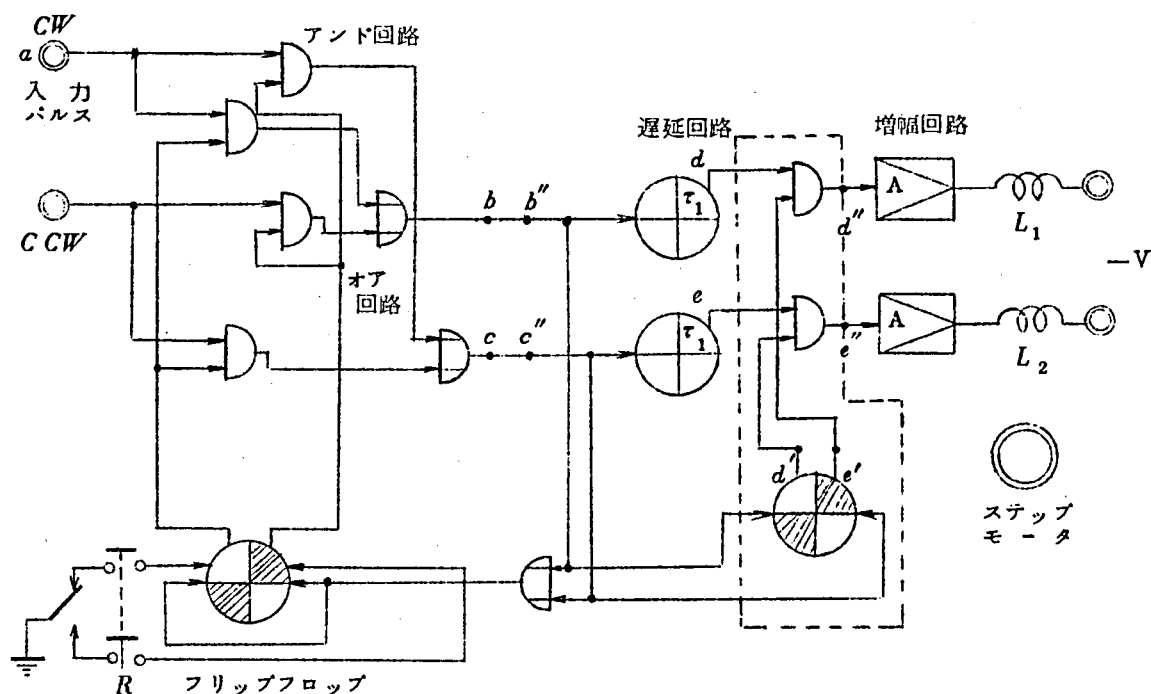 CW
a
アンド回路
入力
パルス
遅延回路
増幅回路
d
τ1
A
d″
L1
b
b″
C CW
オア
回路
−V
e
τ1
A
e″
L2
c
c″
d′
e′
ステップ
モータ
R
フリップフロップ